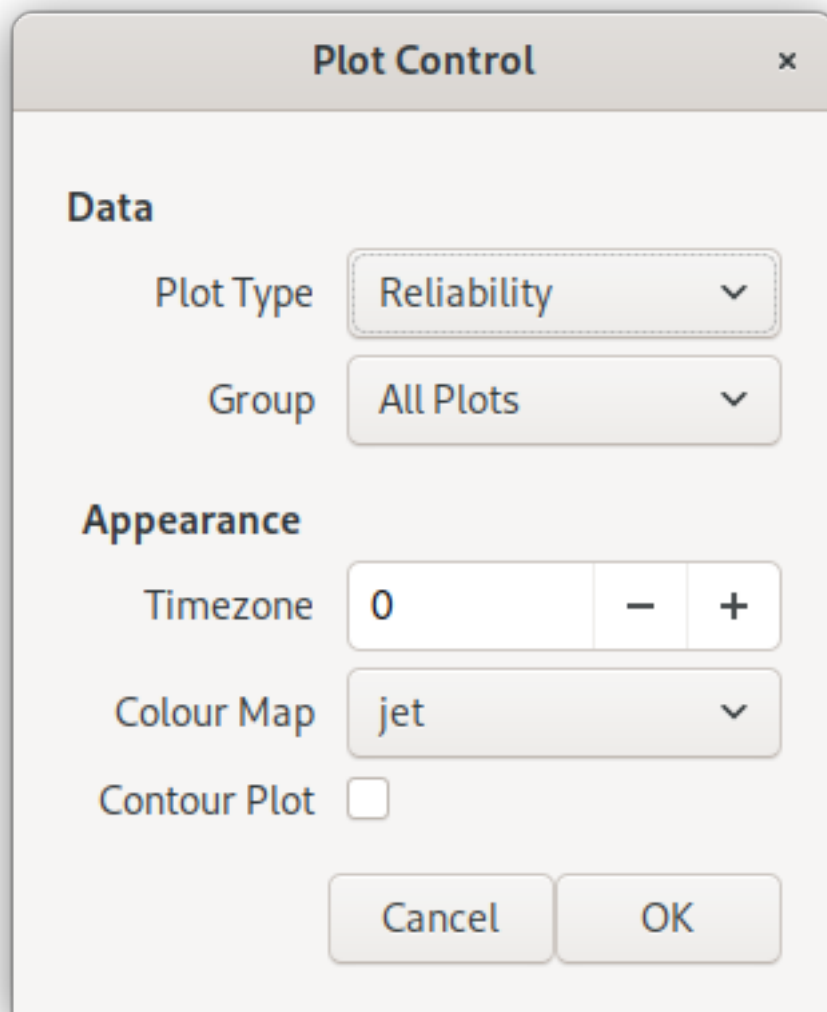 Plot Control ×
Data
Plot Type Reliability
Group All Plots
Appearance
Timezone 0 − +
Colour Map jet
Contour Plot
Cancel OK